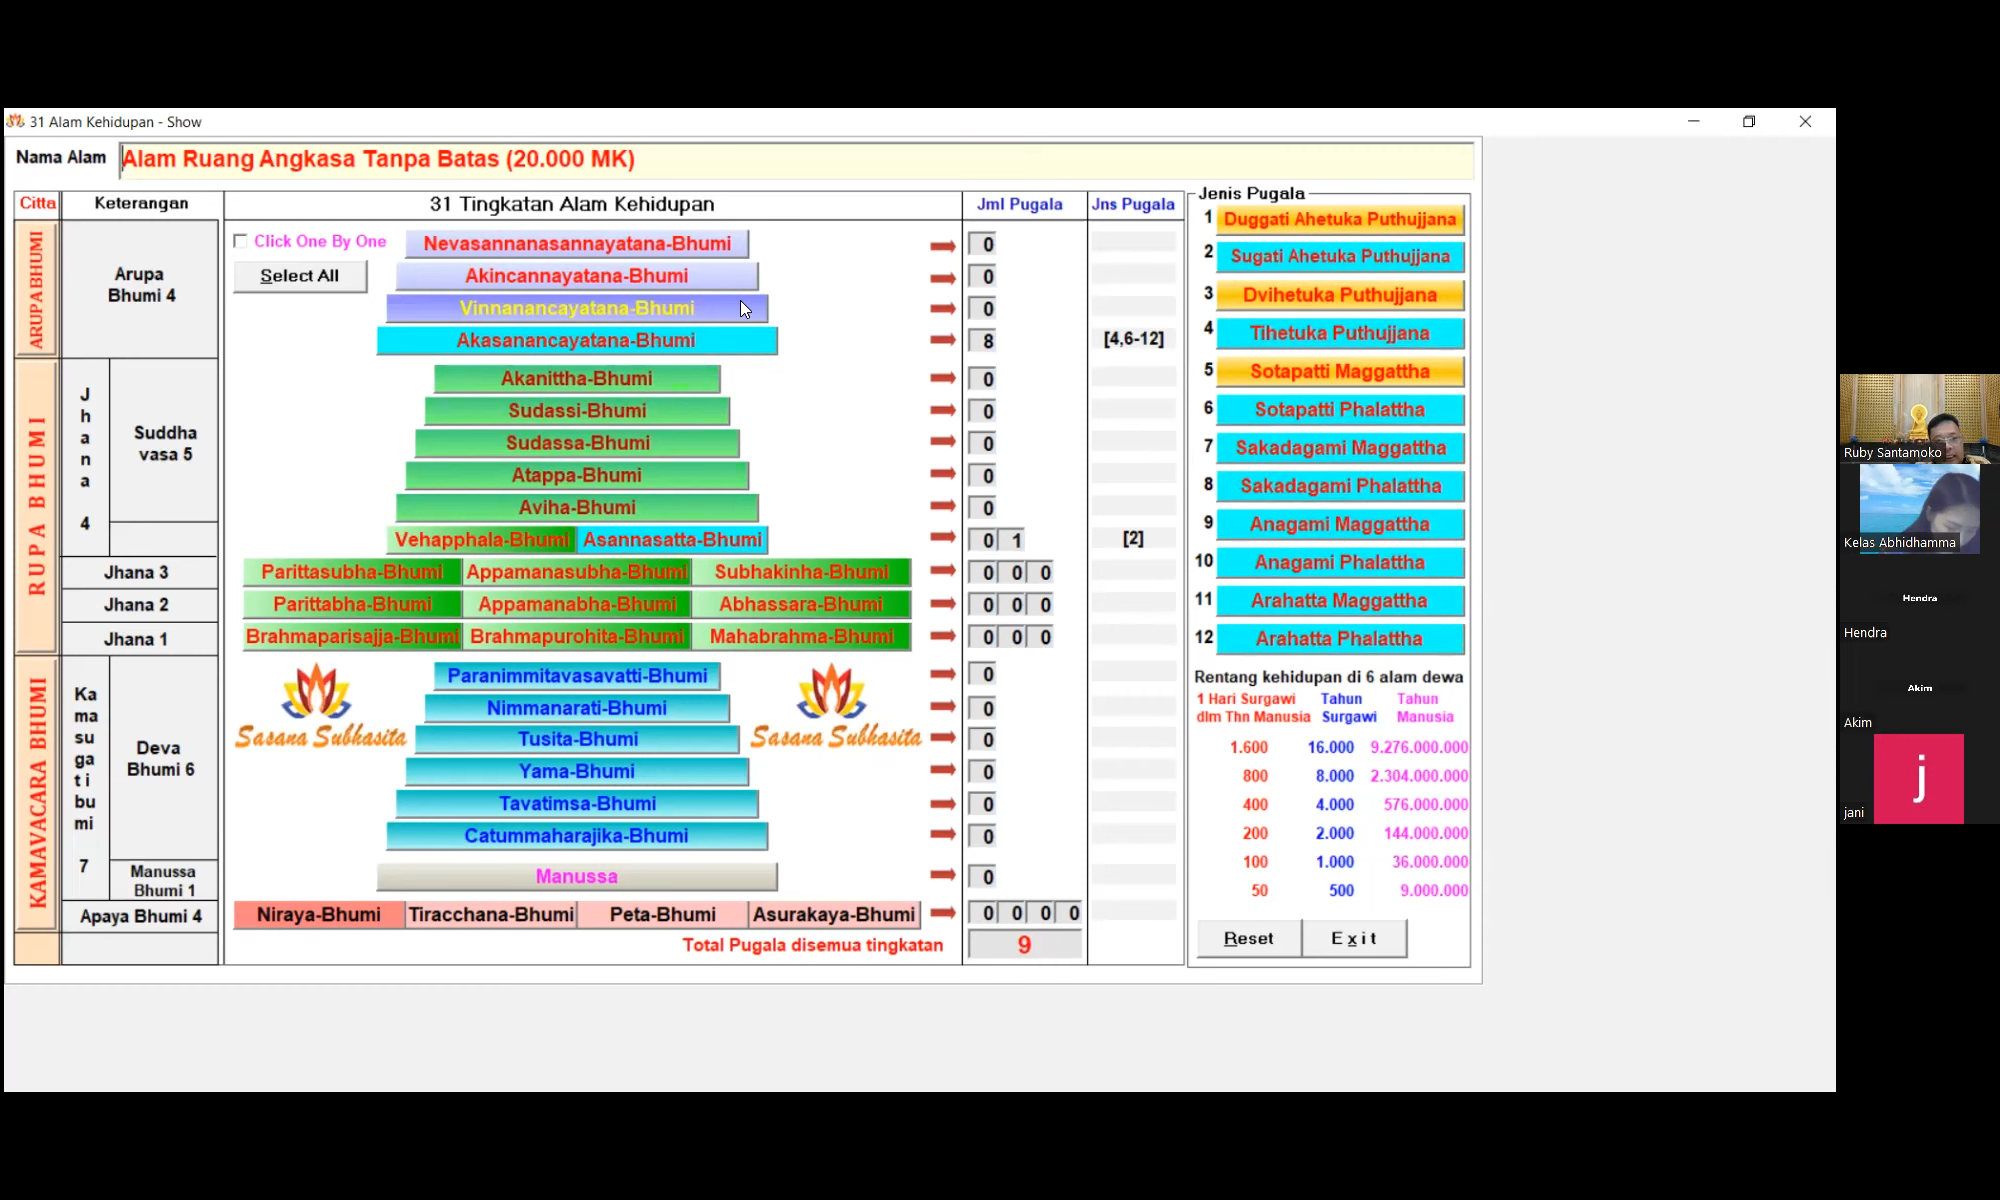 31 Alam Kehidupan - Show
Nama Alam
Alam Ruang Angkasa Tanpa Batas (20.000 MK)
Citta
Keterangan
31 Tingkatan Alam Kehidupan
Jml Pugala
Jns Pugala
ARUPABHUMI
Arupa
Bhumi 4
Click One By One
Select All
Nevasannanasannayatana-Bhumi
0
Akincannayatana-Bhumi
0
Vinnanancayatana-Bhumi
0
Akasanancayatana-Bhumi
8
[4,6-12]
RUPA BHUMI
Jhana 4
Suddha
vasa 5
Akanittha-Bhumi
0
Sudassi-Bhumi
0
Sudassa-Bhumi
0
Atappa-Bhumi
0
Aviha-Bhumi
0
Vehapphala-Bhumi Asannasatta-Bhumi
0 1
[2]
Jhana 3
Parittasubha-Bhumi Appamanasubha-Bhumi Subhakinha-Bhumi
0 0 0
Jhana 2
Parittabha-Bhumi Appamanabha-Bhumi Abhassara-Bhumi
0 0 0
Jhana 1
Brahmaparisajja-Bhumi Brahmapurohita-Bhumi Mahabrahma-Bhumi
0 0 0
KAMAVACARA BHUMI
Ka
ma
su
ga
t i
bu
mi
7
Deva
Bhumi 6
Sasana Subhasita
Sasana Subhasita
Paranimmitavasavatti-Bhumi
0
Nimmanarati-Bhumi
0
Tusita-Bhumi
0
Yama-Bhumi
0
Tavatimsa-Bhumi
0
Catummaharajika-Bhumi
0
Manussa
Bhumi 1
Manussa
0
Apaya Bhumi 4
Niraya-Bhumi Tiracchana-Bhumi Peta-Bhumi Asurakaya-Bhumi
0 0 0 0
Total Pugala disemua tingkatan
9
Jenis Pugala
1 Duggati Ahetuka Puthujjana
2 Sugati Ahetuka Puthujjana
3 Dvihetuka Puthujjana
4 Tihetuka Puthujjana
5 Sotapatti Maggattha
6 Sotapatti Phalattha
7 Sakadagami Maggattha
8 Sakadagami Phalattha
9 Anagami Maggattha
10 Anagami Phalattha
11 Arahatta Maggattha
12 Arahatta Phalattha
Rentang kehidupan di 6 alam dewa
1 Hari Surgawi Tahun Tahun
dlm Thn Manusia Surgawi Manusia
1.600 16.000 9.276.000.000
800 8.000 2.304.000.000
400 4.000 576.000.000
200 2.000 144.000.000
100 1.000 36.000.000
50 500 9.000.000
Reset
Exit
Ruby Santamoko
Kelas Abhidhamma
Hendra
Hendra
Akim
Akim
j
jani